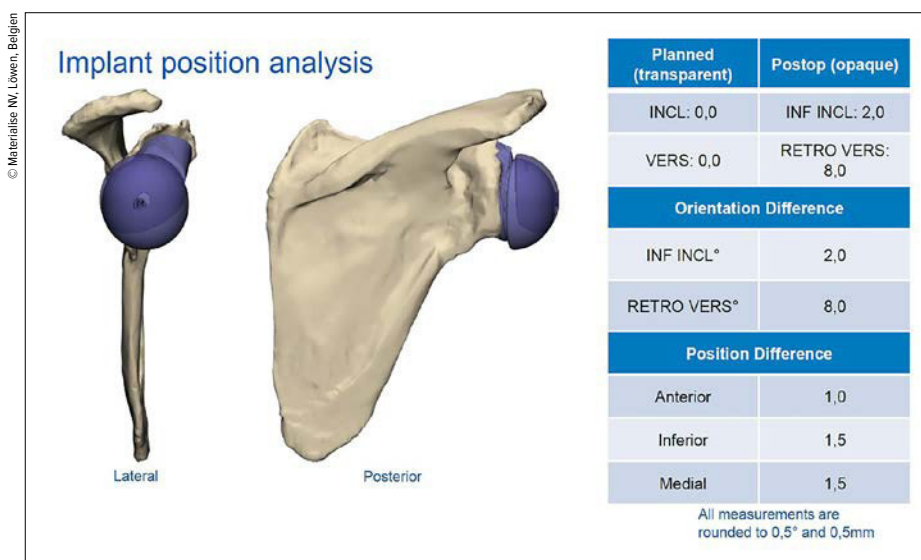 © Materialise NV, Löwen, Belgien
Implant position analysis
Lateral
Posterior
Planned
(transparent)
Postop (opaque)
INCL: 0,0
INF INCL: 2,0
VERS: 0,0
RETRO VERS:
8,0
Orientation Difference
INF INCL°
2,0
RETRO VERS°
8,0
Position Difference
Anterior
1,0
Inferior
1,5
Medial
1,5
All measurements are
rounded to 0,5° and 0,5mm